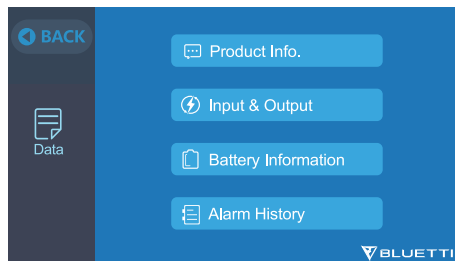 BACK
Data
Product Info.
Input & Output
Battery Information
Alarm History
BLUETTI